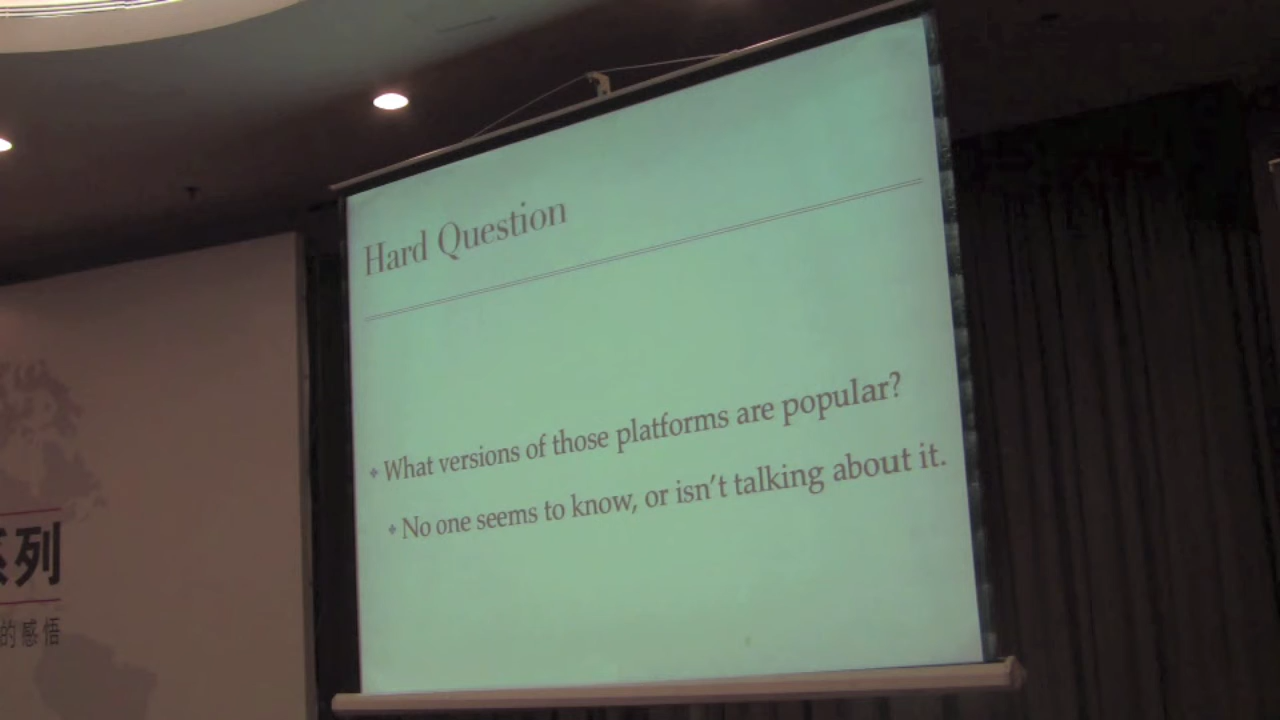 Hard Question
What versions of those platforms are popular?
No one seems to know, or isn't talking about it.
系列
的感悟